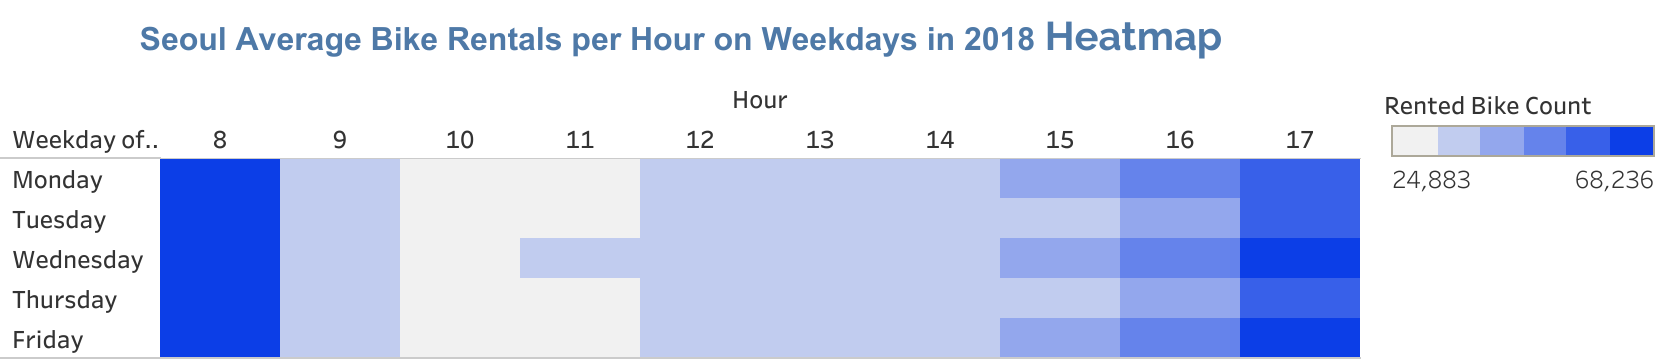 Seoul Average Bike Rentals per Hour on Weekdays in 2018 Heatmap
Hour
Weekday of.. 8 9 10 11 12 13 14 15 16 17
Monday
Tuesday
Wednesday
Thursday
Friday
Rented Bike Count
24,883 68,236